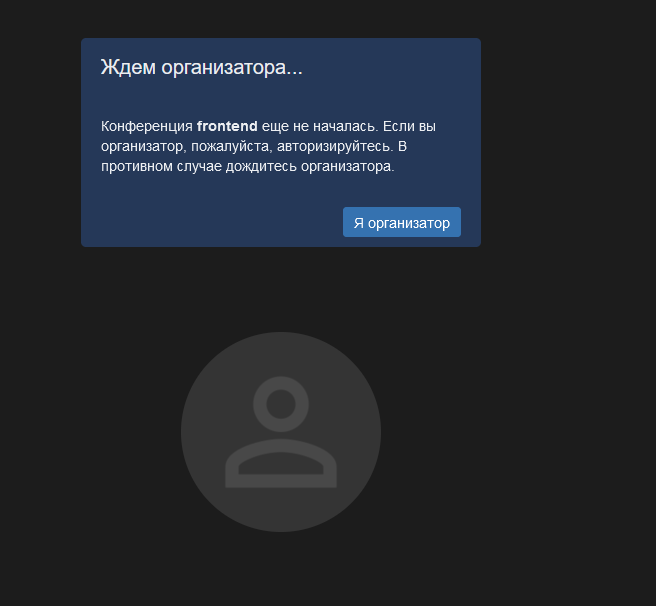 Ждем организатора...
Конференция frontend еще не началась. Если вы
организатор, пожалуйста, авторизируйтесь. В
противном случае дождитесь организатора.
Я организатор